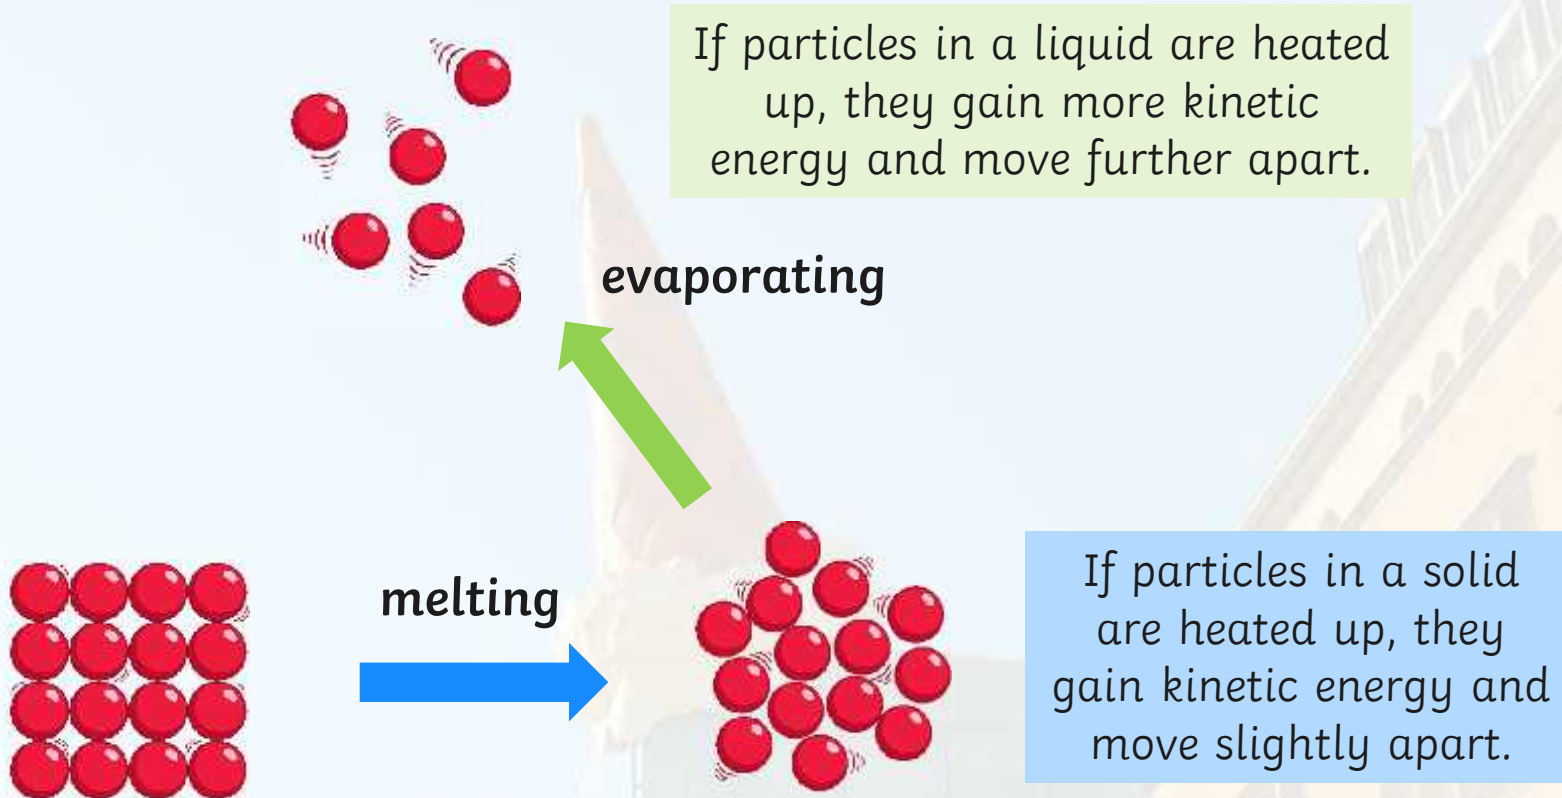 If particles in a liquid are heated
up, they gain more kinetic
energy and move further apart.
evaporating
melting
If particles in a solid
are heated up, they
gain kinetic energy and
move slightly apart.